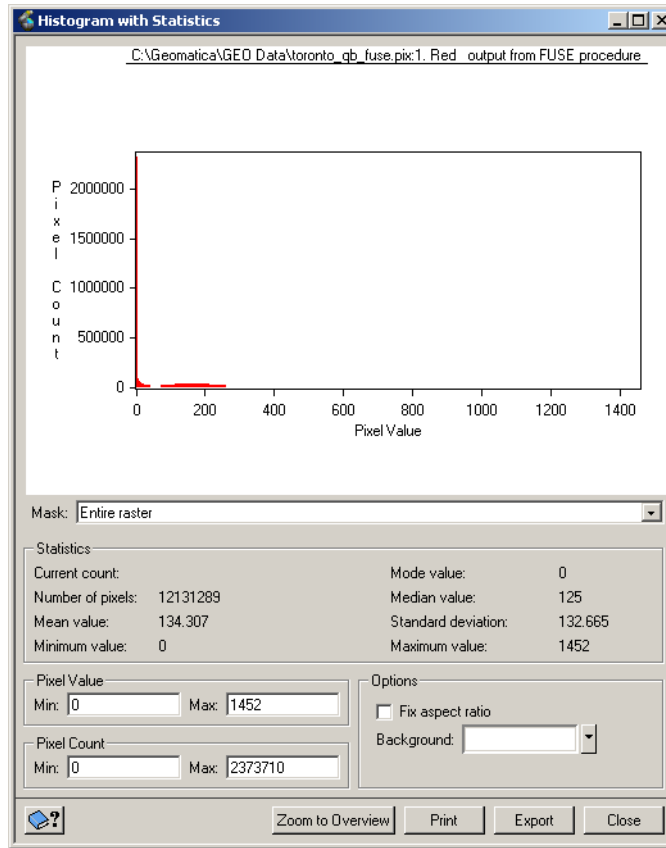 Histogram with Statistics
C:\Geomatica\GEO Data\toronto_qb_fuse.pix:1. Red output from FUSE procedure
Pixel Count
2000000
1500000
1000000
500000
0
0 200 400 600 800 1000 1200 1400
Pixel Value
Mask: Entire raster
Statistics
Current count:
Number of pixels: 12131289
Mean value: 134.307
Minimum value: 0
Mode value: 0
Median value: 125
Standard deviation: 132.665
Maximum value: 1452
Pixel Value
Min: 0 Max: 1452
Pixel Count
Min: 0 Max: 2373710
Options
Fix aspect ratio
Background:
? Zoom to Overview Print Export Close